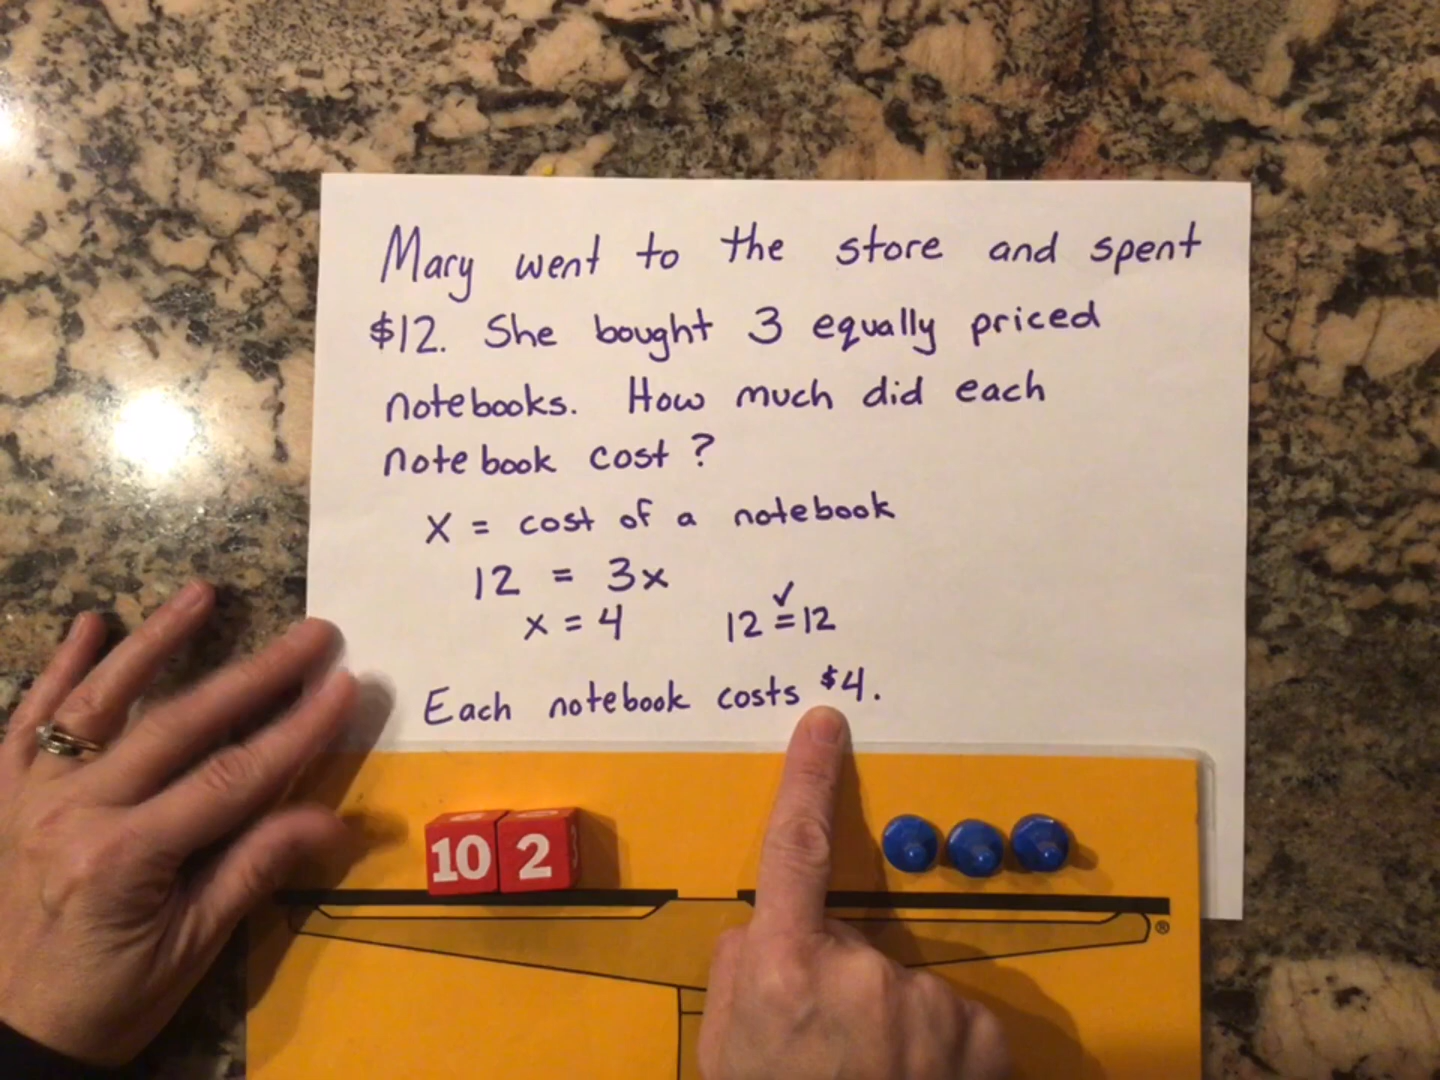 Mary went to the store and spent
$12. She bought 3 equally priced
notebooks. How much did each
notebook cost?
x = cost of a notebook
12 = 3x
x = 4 12 = 12 ✓
Each notebook costs $4.
10 2
®